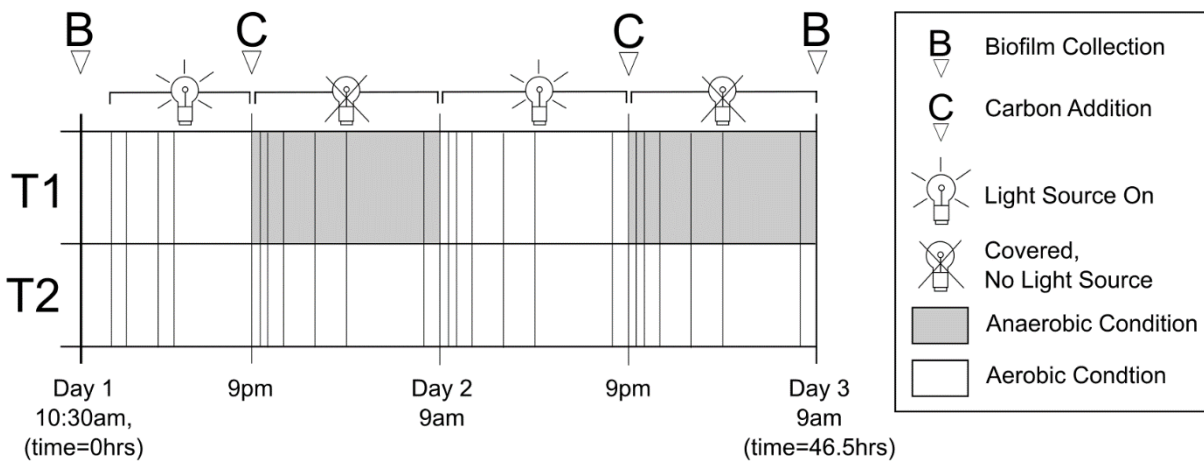 B
C
C
B
T1
T2
Day 1
10:30am,
(time=0hrs)
9pm
Day 2
9am
9pm
Day 3
9am
(time=46.5hrs)
B
Biofilm Collection
C
Carbon Addition
Light Source On
Covered,
No Light Source
Anaerobic Condition
Aerobic Condtion